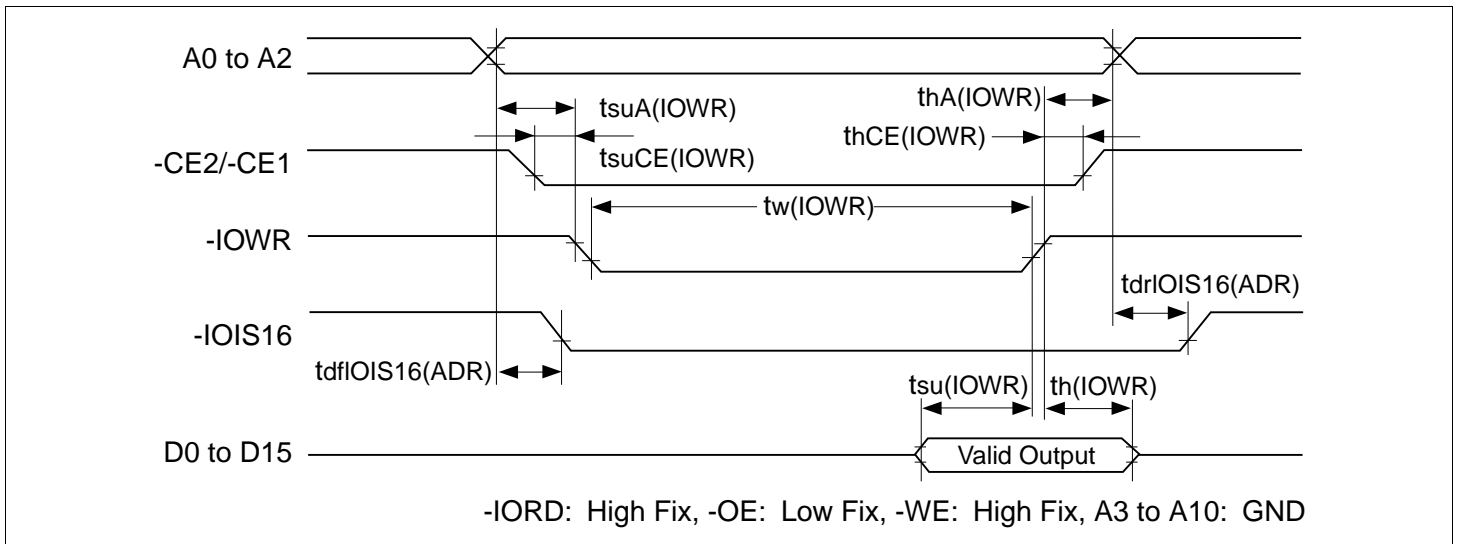 A0 to A2
tsuA(IOWR)
thA(IOWR)
thCE(IOWR)
-CE2/-CE1
tsuCE(IOWR)
tw(IOWR)
-IOWR
tdrIOIS16(ADR)
-IOIS16
tdfIOIS16(ADR)
tsu(IOWR)
th(IOWR)
D0 to D15
Valid Output
-IORD: High Fix, -OE: Low Fix, -WE: High Fix, A3 to A10: GND